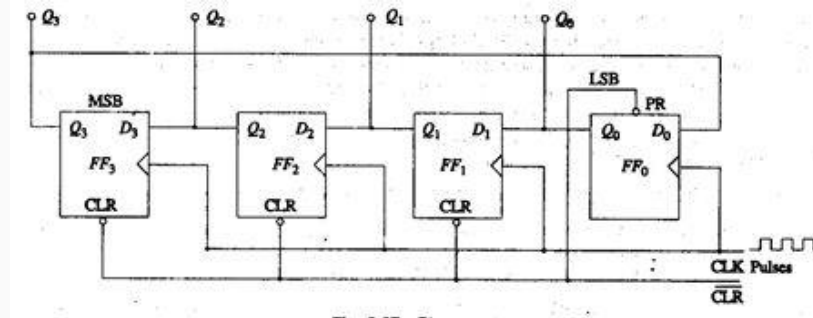 Q₃ Q₂ Q₁ Q₀
MSB LSB PR
Q₃ D₃ Q₂ D₂ Q₁ D₁ Q₀ D₀
FF₃ FF₂ FF₁ FF₀
CLR CLR CLR
CLK Pulses
C̅L̅R̅